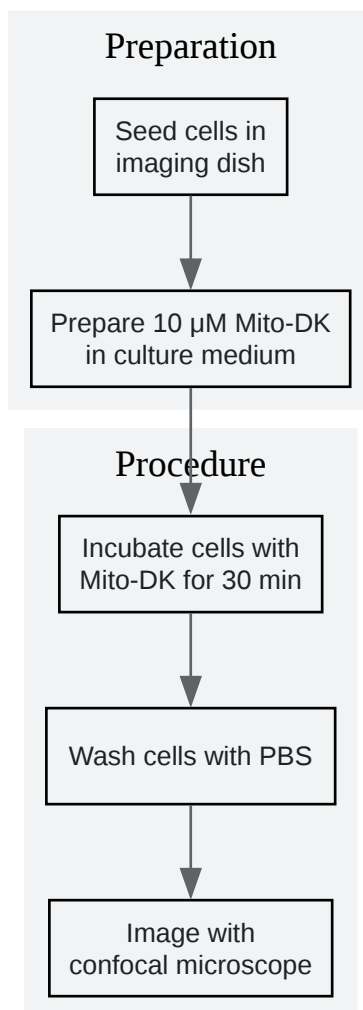 Preparation
Seed cells in
imaging dish
Prepare 10 µM Mito-DK
in culture medium
Procedure
Incubate cells with
Mito-DK for 30 min
Wash cells with PBS
Image with
confocal microscope